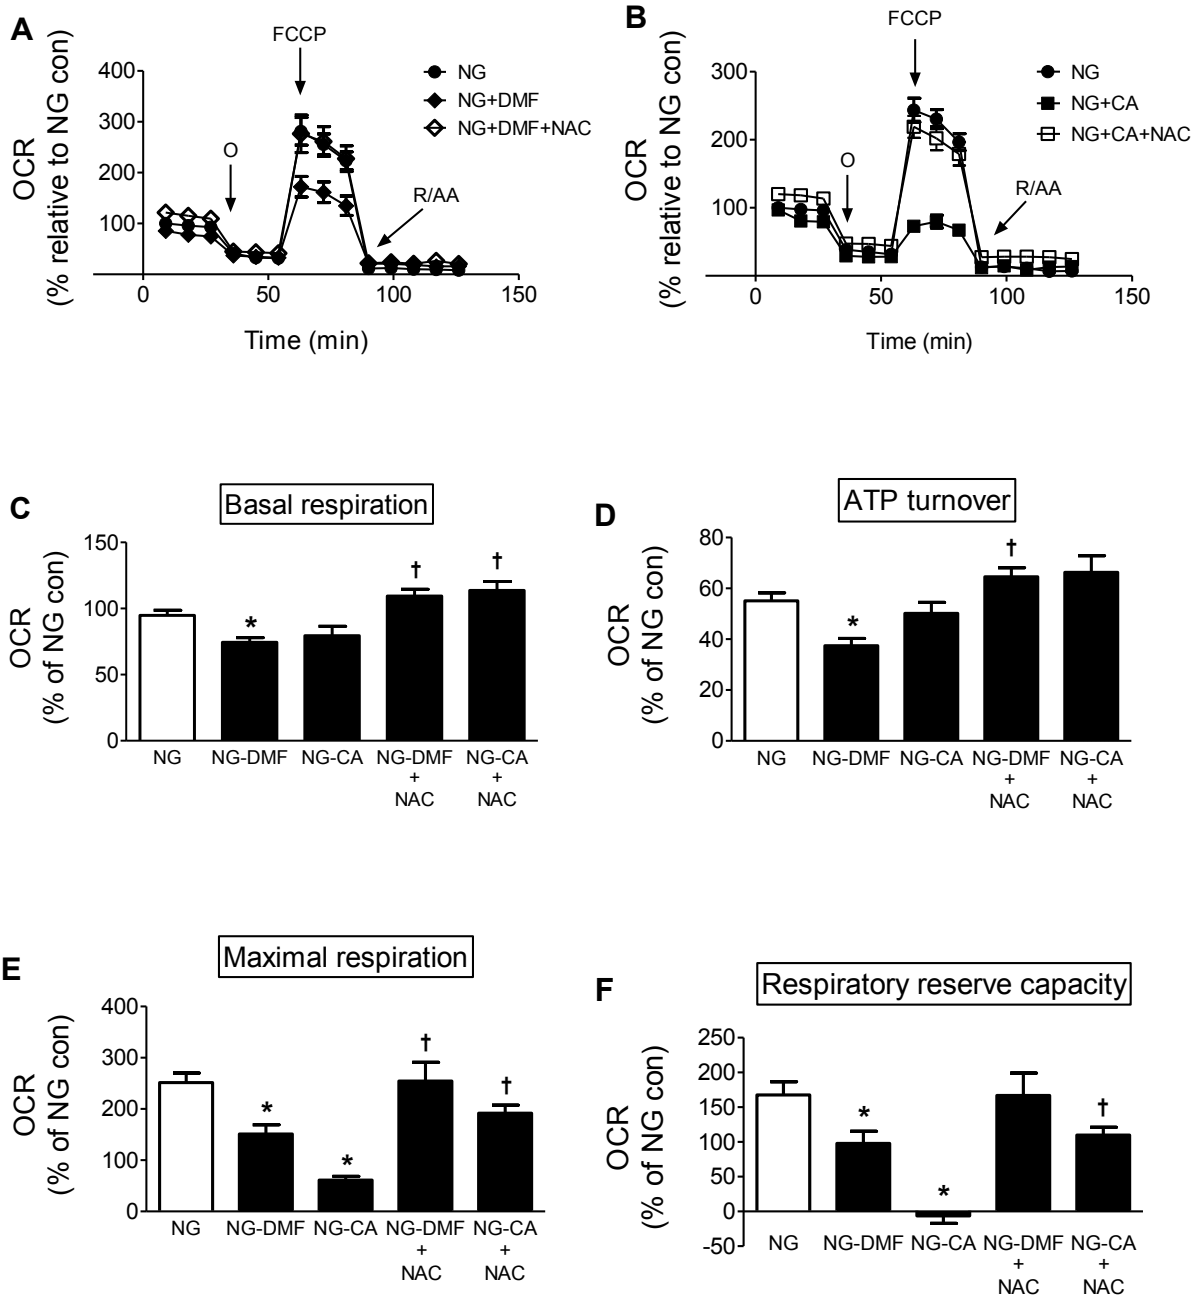 A
FCCP
OCR
(% relative to NG con)
400
300
200
100
NG
NG+DMF
NG+DMF+NAC
O
R/AA
0
50
100
150
Time (min)
B
FCCP
OCR
(% relative to NG con)
300
200
100
NG
NG+CA
NG+CA+NAC
O
R/AA
0
50
100
150
Time (min)
C
Basal respiration
OCR
(% of NG con)
150
100
50
0
*
†
†
NG
NG-DMF
NG-CA
NG-DMF
+
NAC
NG-CA
+
NAC
D
ATP turnover
OCR
(% of NG con)
80
60
40
20
0
*
†
NG
NG-DMF
NG-CA
NG-DMF
+
NAC
NG-CA
+
NAC
E
Maximal respiration
OCR
(% of NG con)
400
300
200
100
0
*
*
†
†
NG
NG-DMF
NG-CA
NG-DMF
+
NAC
NG-CA
+
NAC
F
Respiratory reserve capacity
OCR
(% of NG con)
250
200
150
100
50
0
-50
*
*
†
NG
NG-DMF
NG-CA
NG-DMF
+
NAC
NG-CA
+
NAC